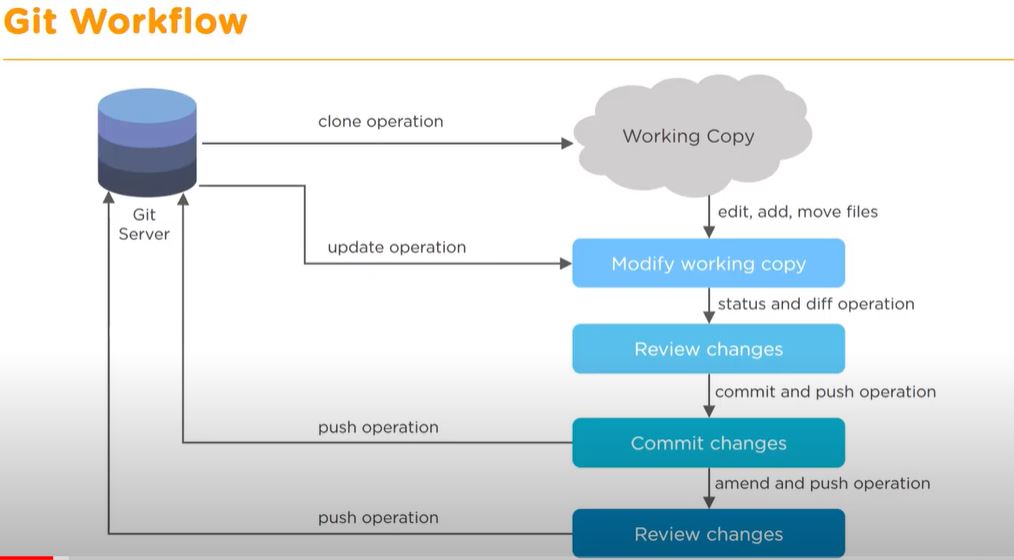 Git Workflow
clone operation
Working Copy
Git
Server
edit, add, move files
update operation
Modify working copy
status and diff operation
Review changes
commit and push operation
push operation
Commit changes
amend and push operation
push operation
Review changes